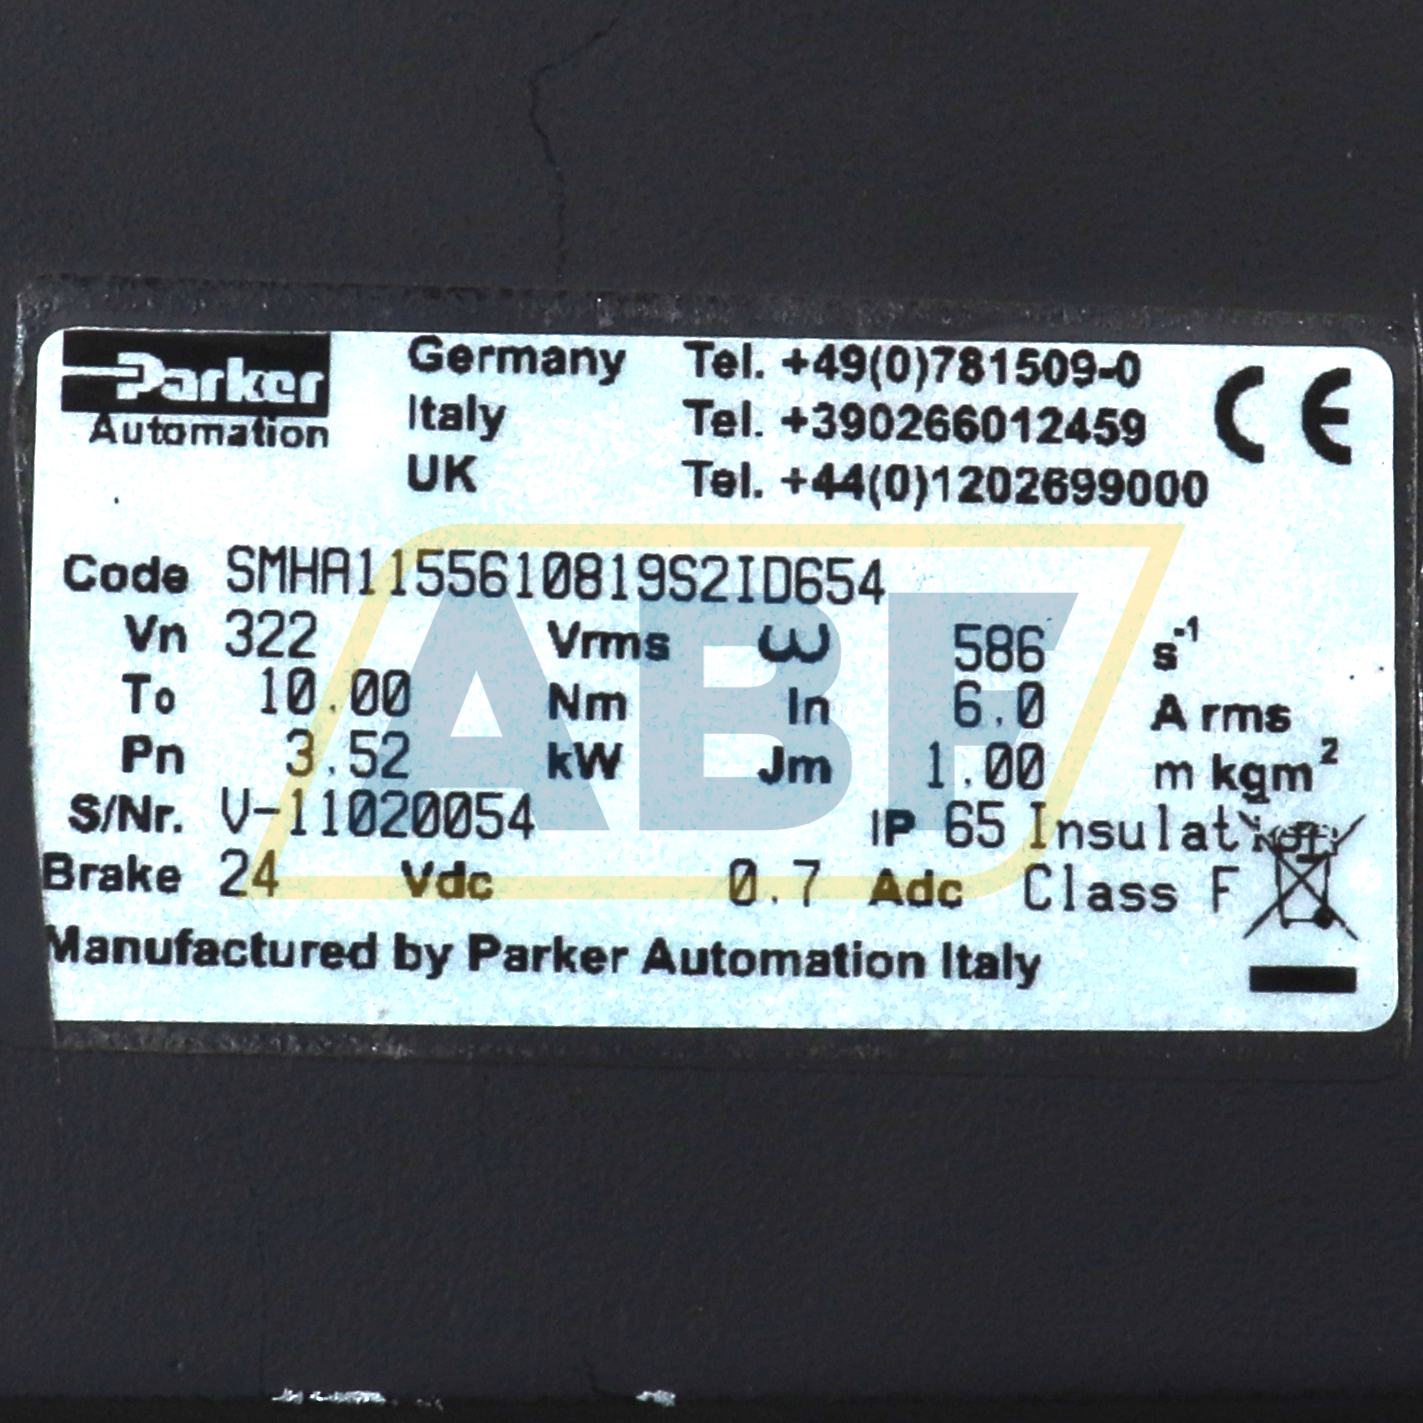 Parker
Automation
Germany Tel. +49(0)781509-0
Italy Tel. +390266012459
UK Tel. +44(0)1202699000
CE
Code SMHA1155610819S2ID654
Vn 322 Vrms ω 586 s⁻¹
To 10.00 Nm In 6.0 A rms
Pn 3.52 kW Jm 1.00 m kgm²
S/Nr. V-11020054 IP 65 Insulation
Brake 24 Vdc 0.7 Adc Class F
Manufactured by Parker Automation Italy
ABF